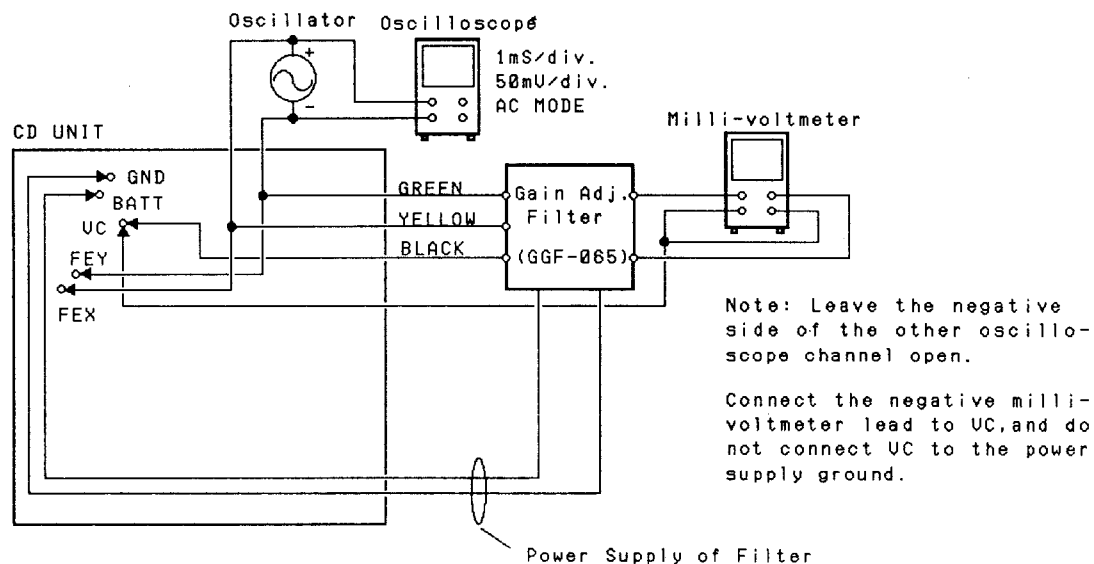 Oscillator
Oscilloscope
+
-
1mS/div.
50mV/div.
AC MODE
Milli-voltmeter
CD UNIT
GND
BATT
VC
FEY
FEX
GREEN
YELLOW
BLACK
Gain Adj.
Filter
(GGF-065)
Note: Leave the negative
side of the other oscillo-
scope channel open.
Connect the negative milli-
voltmeter lead to VC,and do
not connect VC to the power
supply ground.
Power Supply of Filter